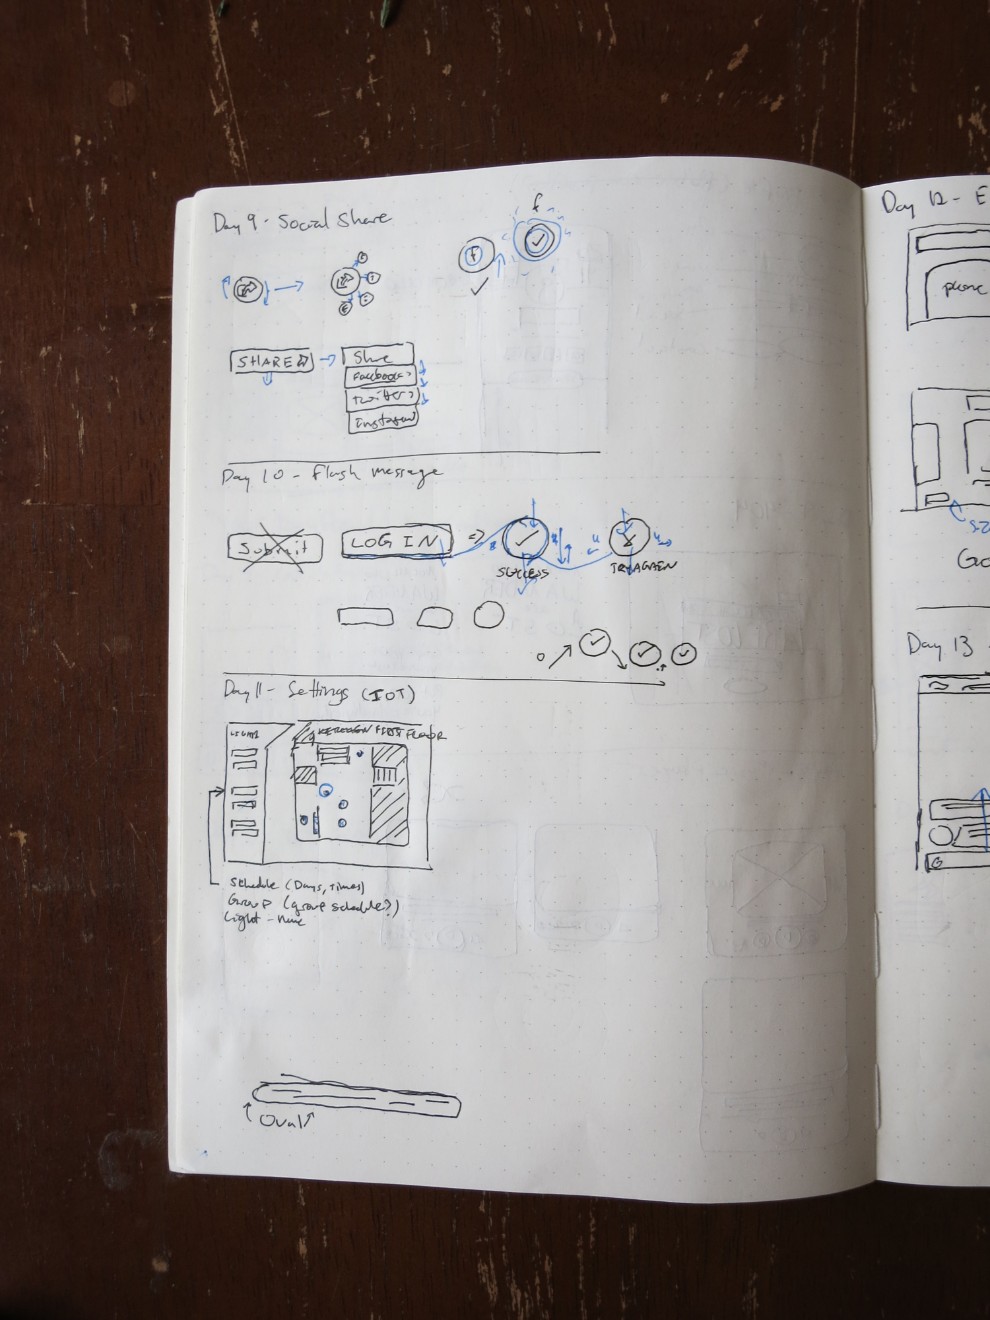 Day 9 - Social Share
f
f
SHARE
Share
Facebook
Twitter
Instagram
Day 10 - Flash Message
Submit
LOG IN
SUCCESS
TRY AGAIN
Day 11 - Settings (IOT)
LIGHTS
FIRST FLOOR
Schedule (Days, Times)
Group (group schedule?)
Light - name
Oval
Day 12 - E
phone
Day 13 -